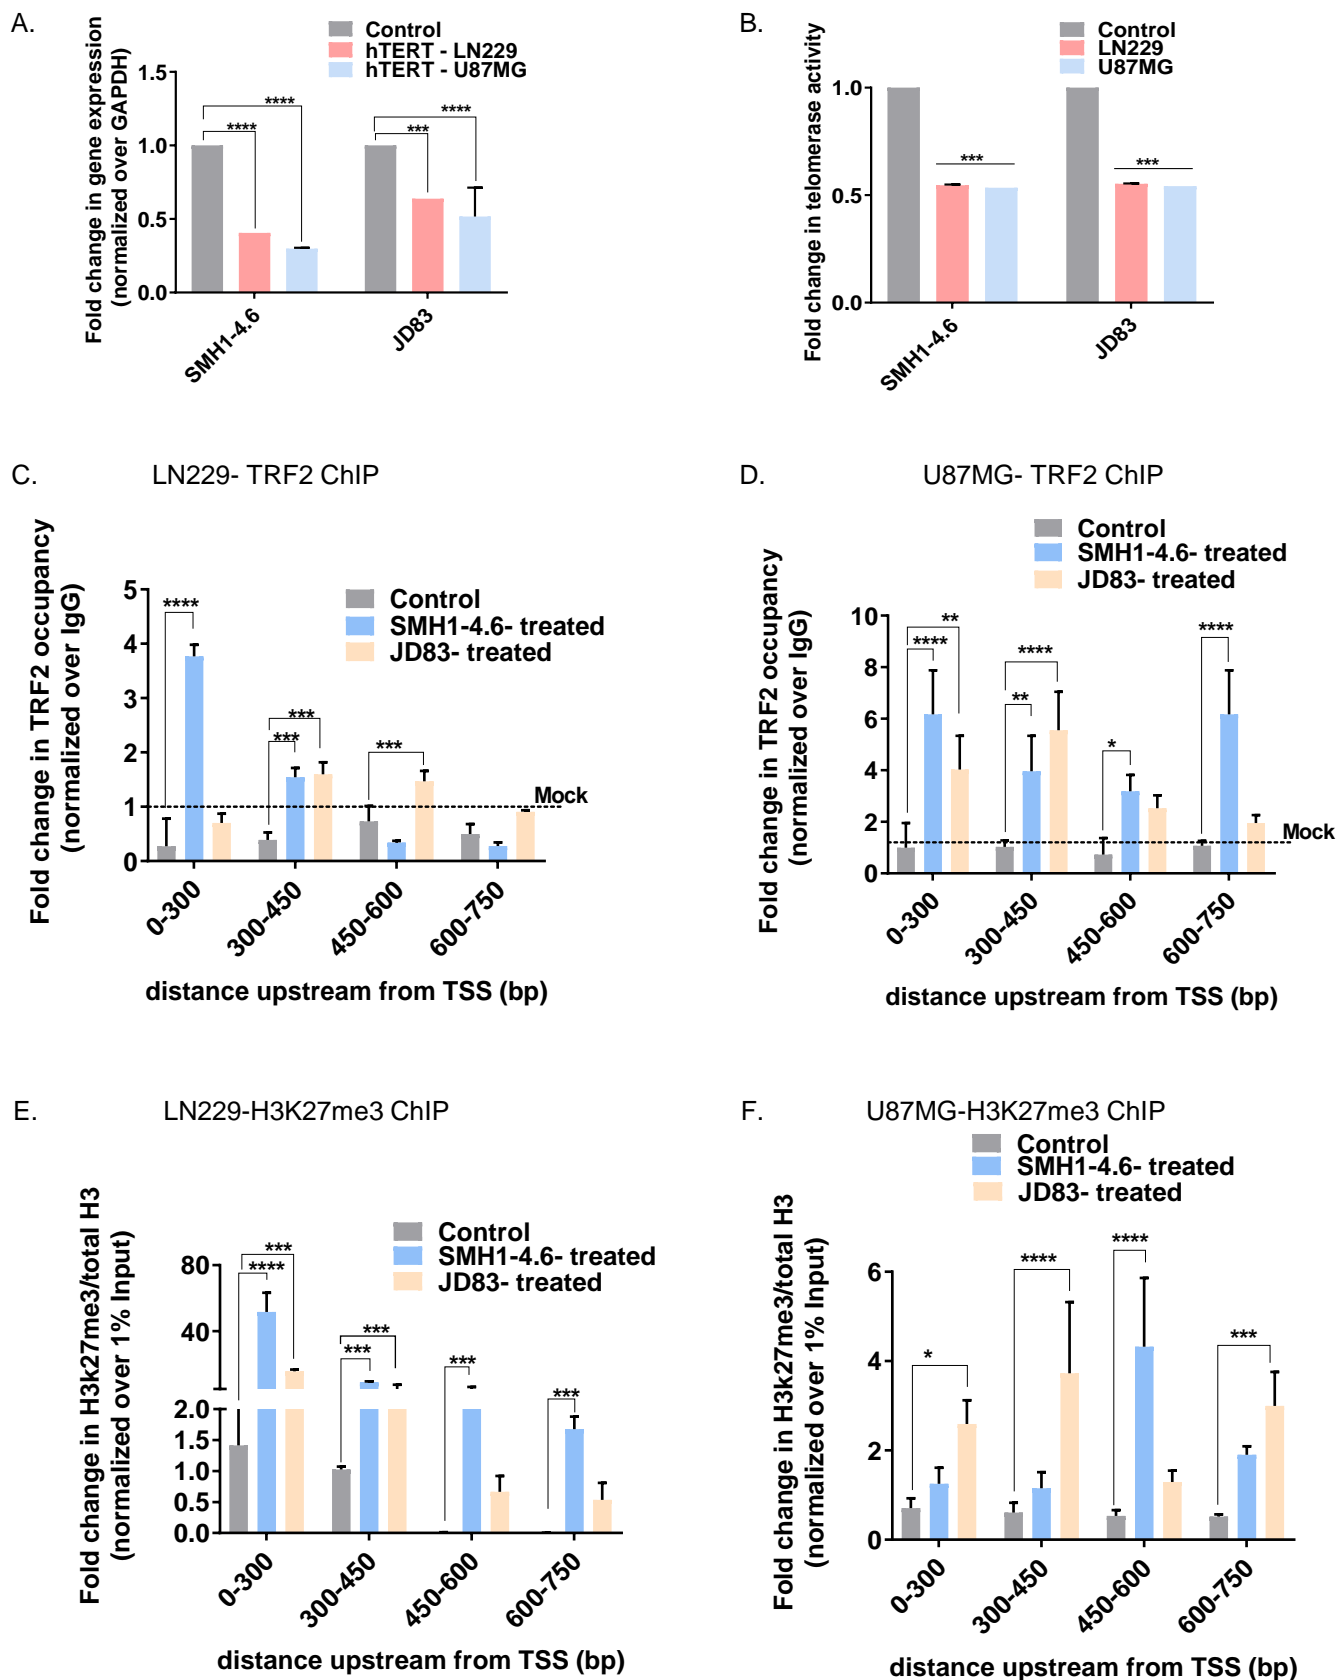 A.
Control
hTERT - LN229
hTERT - U87MG
Fold change in gene expression
(normalized over GAPDH)
1.5
1.0
0.5
0.0
****
****
***
****
SMH1-4.6
JD83
B.
Control
LN229
U87MG
Fold change in telomerase activity
1.0
0.5
0.0
***
***
SMH1-4.6
JD83
C.
LN229- TRF2 ChIP
Control
SMH1-4.6- treated
JD83- treated
Fold change in TRF2 occupancy
(normalized over IgG)
5
4
3
2
1
0
****
***
***
***
Mock
0-300
300-450
450-600
600-750
distance upstream from TSS (bp)
D.
U87MG- TRF2 ChIP
Control
SMH1-4.6- treated
JD83- treated
Fold change in TRF2 occupancy
(normalized over IgG)
10
8
6
4
2
0
**
****
****
**
*
****
Mock
0-300
300-450
450-600
600-750
distance upstream from TSS (bp)
E.
LN229-H3K27me3 ChIP
Control
SMH1-4.6- treated
JD83- treated
Fold change in H3k27me3/total H3
(normalized over 1% Input)
80
40
2.0
1.5
1.0
0.5
0.0
***
****
***
***
***
***
0-300
300-450
450-600
600-750
distance upstream from TSS (bp)
F.
U87MG-H3K27me3 ChIP
Control
SMH1-4.6- treated
JD83- treated
Fold change in H3k27me3/total H3
(normalized over 1% Input)
6
4
2
0
*
****
****
***
0-300
300-450
450-600
600-750
distance upstream from TSS (bp)